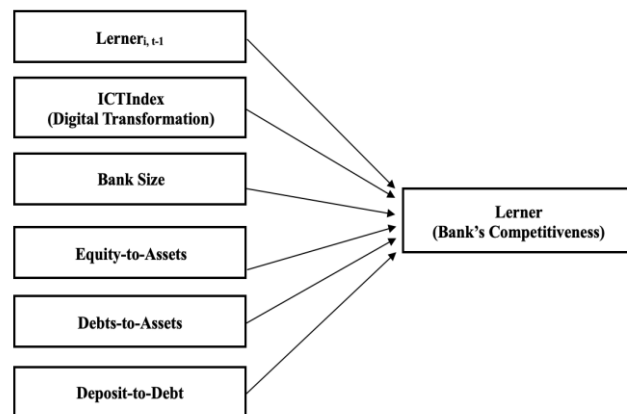 Lerneri, t-1
ICTIndex
(Digital Transformation)
Bank Size
Equity-to-Assets
Debts-to-Assets
Deposit-to-Debt
Lerner
(Bank’s Competitiveness)